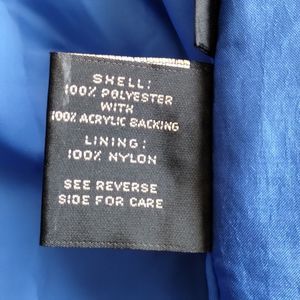 SHELL:
100% POLYESTER
WITH
100% ACRYLIC BACKING
LINING:
100% NYLON
SEE REVERSE
SIDE FOR CARE